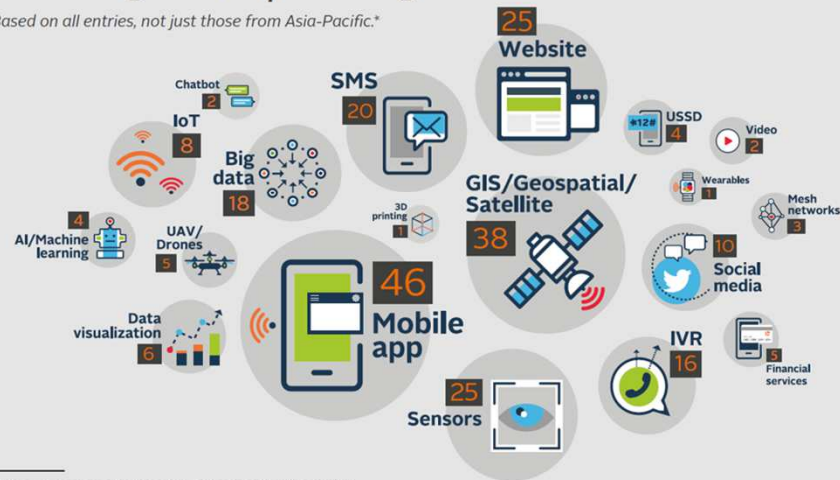 Based on all entries, not just those from Asia-Pacific.*
25
Website
Chatbot
2
SMS
20
IoT
8
Big
data
18
USSD
4
*12#
Video
2
Wearables
1
Mesh
networks
3
3D
printing
1
GIS/Geospatial/
Satellite
38
4
AI/Machine
learning
UAV/
Drones
5
10
Social
media
46
Mobile
app
Data
visualization
6
IVR
16
5
Financial
services
25
Sensors